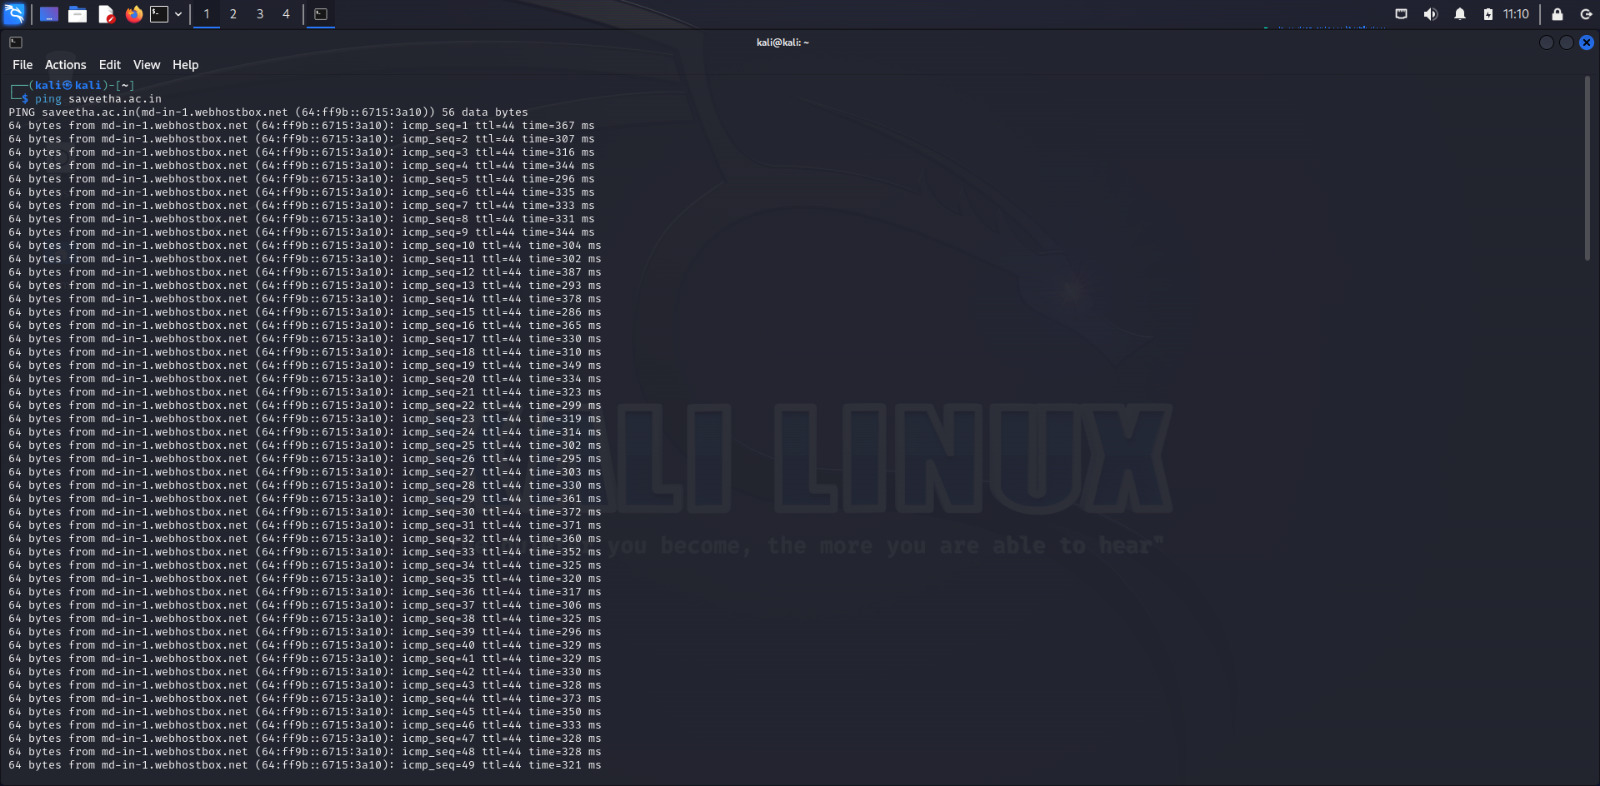 1 2 3 4
11:10
kali@kali: ~
File Actions Edit View Help
┌──(kali㉿kali)-[~]
└─$ ping saveetha.ac.in
PING saveetha.ac.in(md-in-1.webhostbox.net (64:ff9b::6715:3a10)) 56 data bytes
64 bytes from md-in-1.webhostbox.net (64:ff9b::6715:3a10): icmp_seq=1 ttl=44 time=367 ms
64 bytes from md-in-1.webhostbox.net (64:ff9b::6715:3a10): icmp_seq=2 ttl=44 time=307 ms
64 bytes from md-in-1.webhostbox.net (64:ff9b::6715:3a10): icmp_seq=3 ttl=44 time=316 ms
64 bytes from md-in-1.webhostbox.net (64:ff9b::6715:3a10): icmp_seq=4 ttl=44 time=344 ms
64 bytes from md-in-1.webhostbox.net (64:ff9b::6715:3a10): icmp_seq=5 ttl=44 time=296 ms
64 bytes from md-in-1.webhostbox.net (64:ff9b::6715:3a10): icmp_seq=6 ttl=44 time=335 ms
64 bytes from md-in-1.webhostbox.net (64:ff9b::6715:3a10): icmp_seq=7 ttl=44 time=333 ms
64 bytes from md-in-1.webhostbox.net (64:ff9b::6715:3a10): icmp_seq=8 ttl=44 time=331 ms
64 bytes from md-in-1.webhostbox.net (64:ff9b::6715:3a10): icmp_seq=9 ttl=44 time=344 ms
64 bytes from md-in-1.webhostbox.net (64:ff9b::6715:3a10): icmp_seq=10 ttl=44 time=304 ms
64 bytes from md-in-1.webhostbox.net (64:ff9b::6715:3a10): icmp_seq=11 ttl=44 time=302 ms
64 bytes from md-in-1.webhostbox.net (64:ff9b::6715:3a10): icmp_seq=12 ttl=44 time=387 ms
64 bytes from md-in-1.webhostbox.net (64:ff9b::6715:3a10): icmp_seq=13 ttl=44 time=293 ms
64 bytes from md-in-1.webhostbox.net (64:ff9b::6715:3a10): icmp_seq=14 ttl=44 time=378 ms
64 bytes from md-in-1.webhostbox.net (64:ff9b::6715:3a10): icmp_seq=15 ttl=44 time=286 ms
64 bytes from md-in-1.webhostbox.net (64:ff9b::6715:3a10): icmp_seq=16 ttl=44 time=365 ms
64 bytes from md-in-1.webhostbox.net (64:ff9b::6715:3a10): icmp_seq=17 ttl=44 time=330 ms
64 bytes from md-in-1.webhostbox.net (64:ff9b::6715:3a10): icmp_seq=18 ttl=44 time=310 ms
64 bytes from md-in-1.webhostbox.net (64:ff9b::6715:3a10): icmp_seq=19 ttl=44 time=349 ms
64 bytes from md-in-1.webhostbox.net (64:ff9b::6715:3a10): icmp_seq=20 ttl=44 time=334 ms
64 bytes from md-in-1.webhostbox.net (64:ff9b::6715:3a10): icmp_seq=21 ttl=44 time=323 ms
64 bytes from md-in-1.webhostbox.net (64:ff9b::6715:3a10): icmp_seq=22 ttl=44 time=299 ms
64 bytes from md-in-1.webhostbox.net (64:ff9b::6715:3a10): icmp_seq=23 ttl=44 time=319 ms
64 bytes from md-in-1.webhostbox.net (64:ff9b::6715:3a10): icmp_seq=24 ttl=44 time=314 ms
64 bytes from md-in-1.webhostbox.net (64:ff9b::6715:3a10): icmp_seq=25 ttl=44 time=302 ms
64 bytes from md-in-1.webhostbox.net (64:ff9b::6715:3a10): icmp_seq=26 ttl=44 time=295 ms
64 bytes from md-in-1.webhostbox.net (64:ff9b::6715:3a10): icmp_seq=27 ttl=44 time=303 ms
64 bytes from md-in-1.webhostbox.net (64:ff9b::6715:3a10): icmp_seq=28 ttl=44 time=330 ms
64 bytes from md-in-1.webhostbox.net (64:ff9b::6715:3a10): icmp_seq=29 ttl=44 time=361 ms
64 bytes from md-in-1.webhostbox.net (64:ff9b::6715:3a10): icmp_seq=30 ttl=44 time=372 ms
64 bytes from md-in-1.webhostbox.net (64:ff9b::6715:3a10): icmp_seq=31 ttl=44 time=371 ms
64 bytes from md-in-1.webhostbox.net (64:ff9b::6715:3a10): icmp_seq=32 ttl=44 time=360 ms
64 bytes from md-in-1.webhostbox.net (64:ff9b::6715:3a10): icmp_seq=33 ttl=44 time=352 ms
64 bytes from md-in-1.webhostbox.net (64:ff9b::6715:3a10): icmp_seq=34 ttl=44 time=325 ms
64 bytes from md-in-1.webhostbox.net (64:ff9b::6715:3a10): icmp_seq=35 ttl=44 time=320 ms
64 bytes from md-in-1.webhostbox.net (64:ff9b::6715:3a10): icmp_seq=36 ttl=44 time=317 ms
64 bytes from md-in-1.webhostbox.net (64:ff9b::6715:3a10): icmp_seq=37 ttl=44 time=306 ms
64 bytes from md-in-1.webhostbox.net (64:ff9b::6715:3a10): icmp_seq=38 ttl=44 time=325 ms
64 bytes from md-in-1.webhostbox.net (64:ff9b::6715:3a10): icmp_seq=39 ttl=44 time=296 ms
64 bytes from md-in-1.webhostbox.net (64:ff9b::6715:3a10): icmp_seq=40 ttl=44 time=329 ms
64 bytes from md-in-1.webhostbox.net (64:ff9b::6715:3a10): icmp_seq=41 ttl=44 time=329 ms
64 bytes from md-in-1.webhostbox.net (64:ff9b::6715:3a10): icmp_seq=42 ttl=44 time=330 ms
64 bytes from md-in-1.webhostbox.net (64:ff9b::6715:3a10): icmp_seq=43 ttl=44 time=328 ms
64 bytes from md-in-1.webhostbox.net (64:ff9b::6715:3a10): icmp_seq=44 ttl=44 time=373 ms
64 bytes from md-in-1.webhostbox.net (64:ff9b::6715:3a10): icmp_seq=45 ttl=44 time=350 ms
64 bytes from md-in-1.webhostbox.net (64:ff9b::6715:3a10): icmp_seq=46 ttl=44 time=333 ms
64 bytes from md-in-1.webhostbox.net (64:ff9b::6715:3a10): icmp_seq=47 ttl=44 time=328 ms
64 bytes from md-in-1.webhostbox.net (64:ff9b::6715:3a10): icmp_seq=48 ttl=44 time=328 ms
64 bytes from md-in-1.webhostbox.net (64:ff9b::6715:3a10): icmp_seq=49 ttl=44 time=321 ms
KALI LINUX
you become, the more you are able to hear"